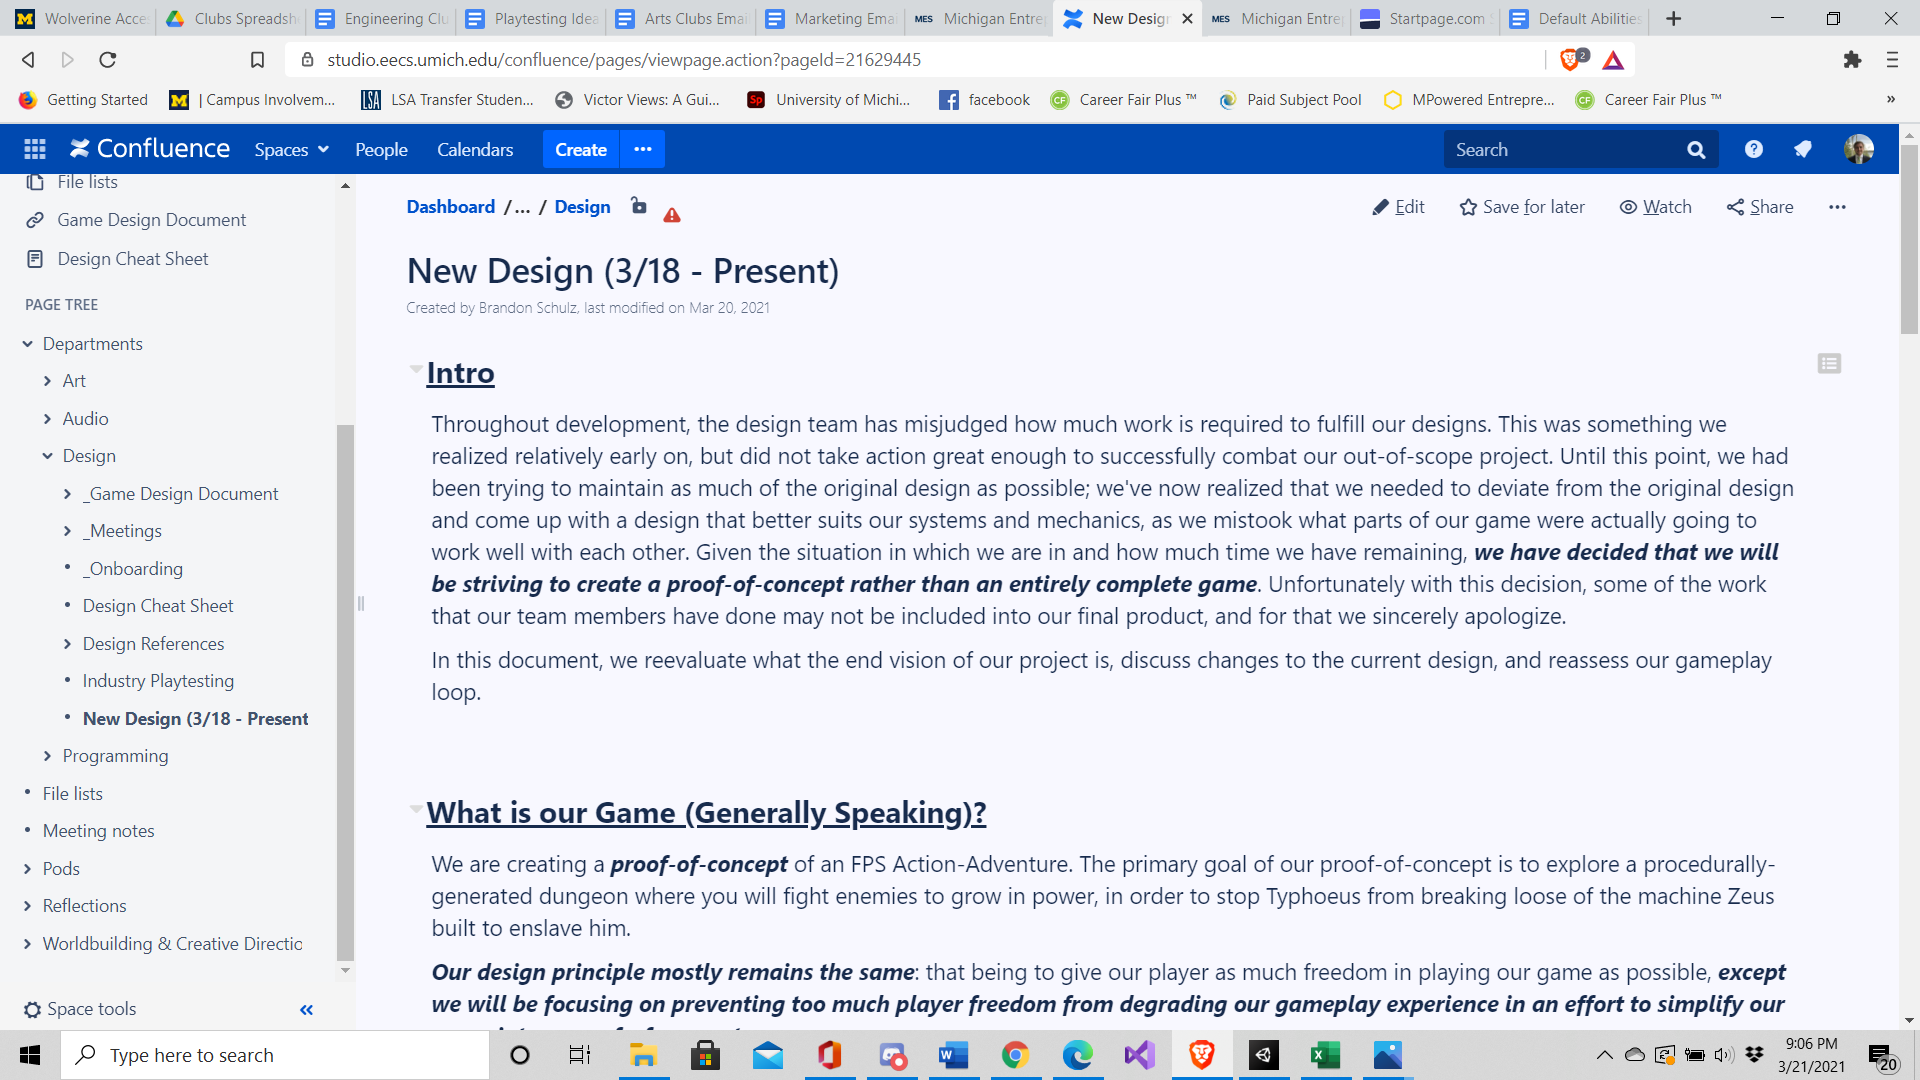 Wolverine Acce
Clubs Spreadsh
Engineering Clu
Playtesting Idea
Arts Clubs Emai
Marketing Emai
MES Michigan Entre
New Design
MES Michigan Entre
Startpage.com
Default Abilities
studio.eecs.umich.edu/confluence/pages/viewpage.action?pageId=21629445
2
Getting Started
| Campus Involvem...
LSA LSA Transfer Studen...
Victor Views: A Gui...
Sp University of Michi...
facebook
CF Career Fair Plus ™
Paid Subject Pool
MPowered Entrepre...
CF Career Fair Plus ™
»
Confluence
Spaces
People
Calendars
Create
Search
File lists
Game Design Document
Design Cheat Sheet
PAGE TREE
Departments
Art
Audio
Design
_Game Design Document
_Meetings
_Onboarding
Design Cheat Sheet
Design References
Industry Playtesting
New Design (3/18 - Present
Programming
File lists
Meeting notes
Pods
Reflections
Worldbuilding & Creative Directio
Space tools
Dashboard /... / Design
Edit
Save for later
Watch
Share
New Design (3/18 - Present)
Created by Brandon Schulz, last modified on Mar 20, 2021
Intro
Throughout development, the design team has misjudged how much work is required to fulfill our designs. This was something we
realized relatively early on, but did not take action great enough to successfully combat our out-of-scope project. Until this point, we had
been trying to maintain as much of the original design as possible; we've now realized that we needed to deviate from the original design
and come up with a design that better suits our systems and mechanics, as we mistook what parts of our game were actually going to
work well with each other. Given the situation in which we are in and how much time we have remaining, we have decided that we will
be striving to create a proof-of-concept rather than an entirely complete game. Unfortunately with this decision, some of the work
that our team members have done may not be included into our final product, and for that we sincerely apologize.
In this document, we reevaluate what the end vision of our project is, discuss changes to the current design, and reassess our gameplay
loop.
What is our Game (Generally Speaking)?
We are creating a proof-of-concept of an FPS Action-Adventure. The primary goal of our proof-of-concept is to explore a procedurally-
generated dungeon where you will fight enemies to grow in power, in order to stop Typhoeus from breaking loose of the machine Zeus
built to enslave him.
Our design principle mostly remains the same: that being to give our player as much freedom in playing our game as possible, except
we will be focusing on preventing too much player freedom from degrading our gameplay experience in an effort to simplify our
Type here to search
9:06 PM
3/21/2021
20